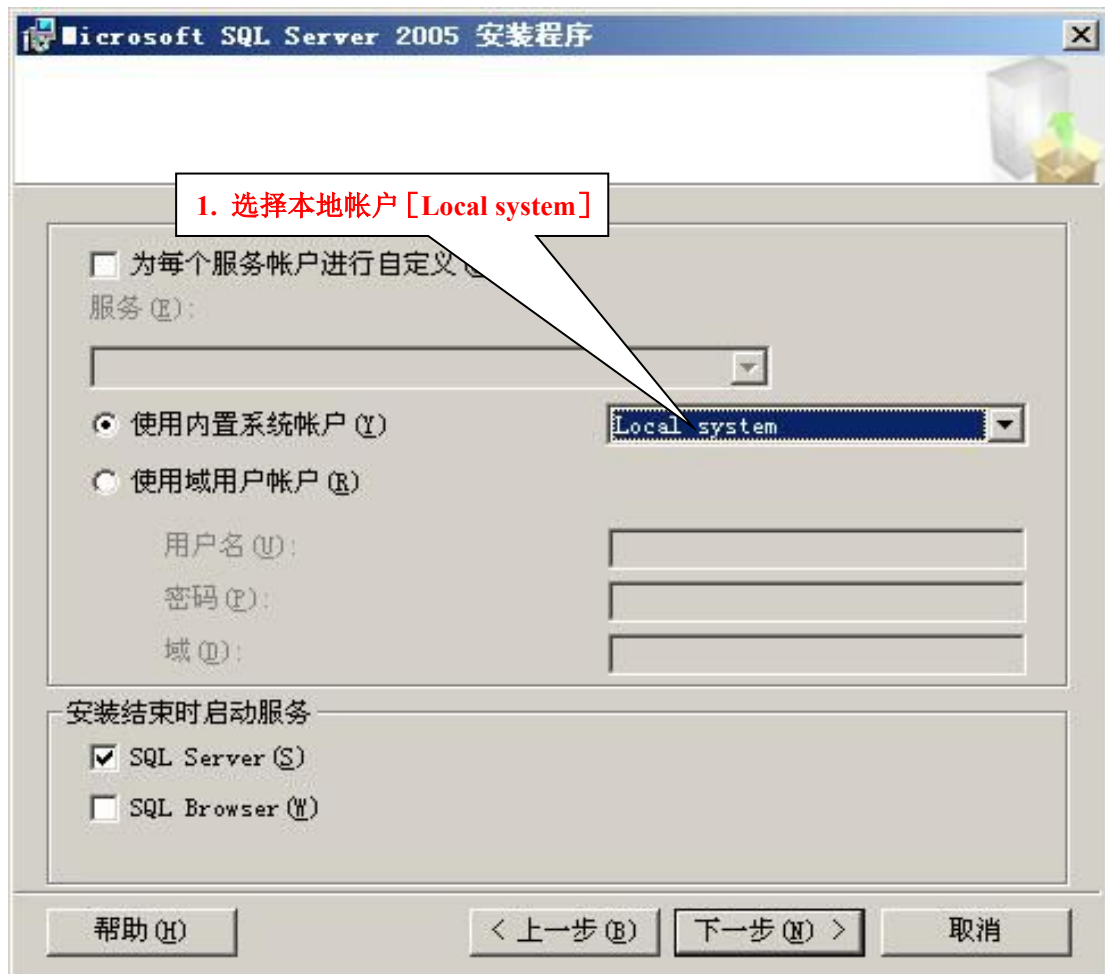 Microsoft SQL Server 2005 安装程序
1. 选择本地帐户［Local system］
为每个服务帐户进行自定义
服务(E):
使用内置系统帐户(Y)
Local system
使用域用户帐户(R)
用户名(U):
密码(P):
域(D):
安装结束时启动服务
SQL Server(S)
SQL Browser(W)
帮助(H)
< 上一步(B)
下一步(N) >
取消